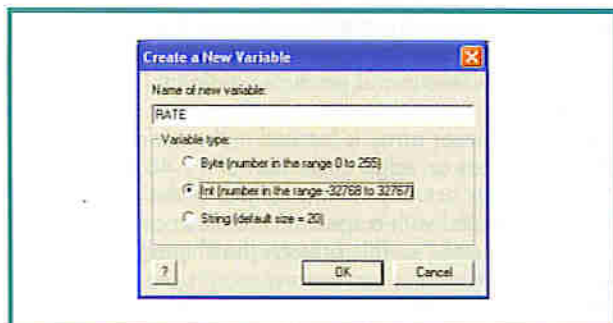 Create a New Variable
Name of new variable:
RATE
Variable type:
Byte (number in the range 0 to 255)
Int (number in the range -32768 to 32767)
String (default size = 20)
?
OK
Cancel